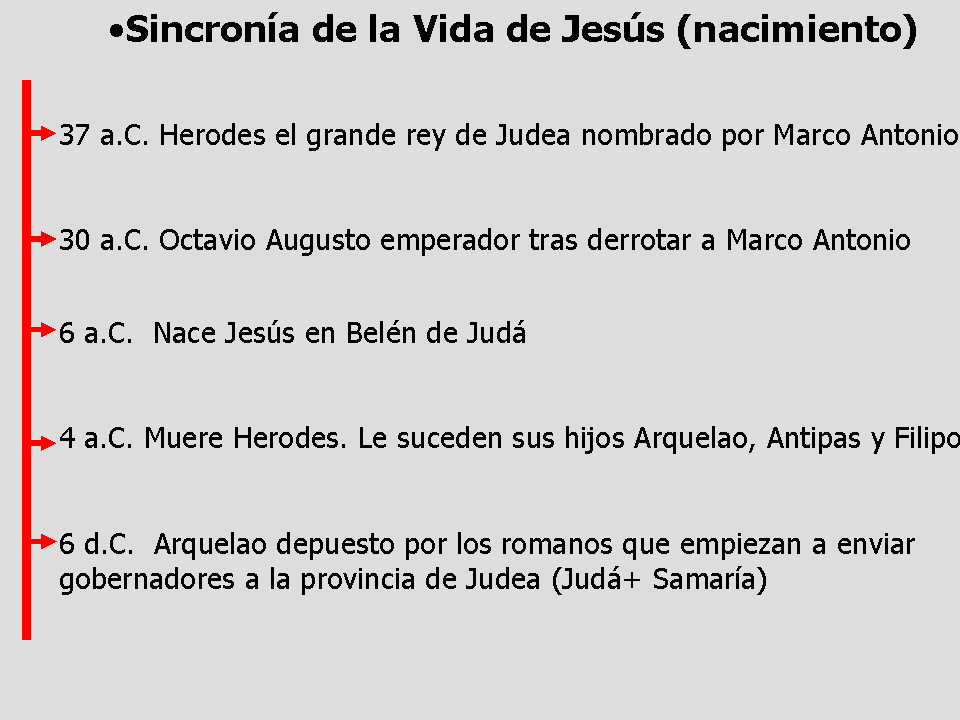 •Sincronía de la Vida de Jesús (nacimiento)
37 a.C. Herodes el grande rey de Judea nombrado por Marco Antonio
30 a.C. Octavio Augusto emperador tras derrotar a Marco Antonio
6 a.C.  Nace Jesús en Belén de Judá
4 a.C. Muere Herodes. Le suceden sus hijos Arquelao, Antipas y Filipo
6 d.C.  Arquelao depuesto por los romanos que empiezan a enviar
gobernadores a la provincia de Judea (Judá+ Samaría)